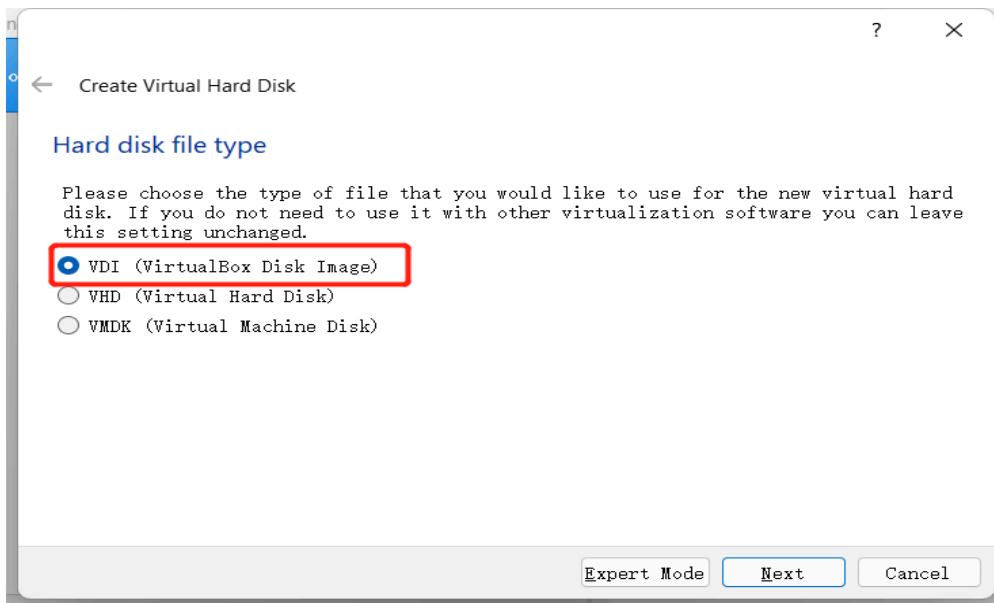 ?
Create Virtual Hard Disk
Hard disk file type
Please choose the type of file that you would like to use for the new virtual hard
disk. If you do not need to use it with other virtualization software you can leave
this setting unchanged.
VDI (VirtualBox Disk Image)
VHD (Virtual Hard Disk)
VMDK (Virtual Machine Disk)
Expert Mode
Next
Cancel